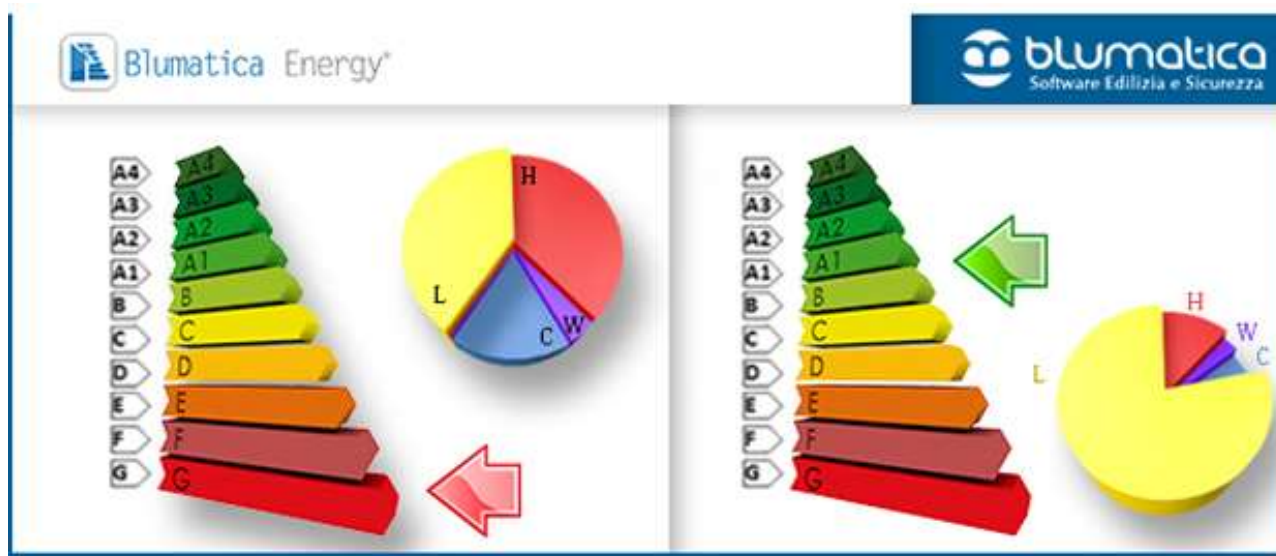 Blumatica Energy®
blumatica
Software Edilizia e Sicurezza
A4
A3
A2
A1
B
C
D
E
F
G
A4
A3
A2
A1
B
C
D
E
F
G
H
L
C
W
A4
A3
A2
A1
B
C
D
E
F
G
A4
A3
A2
A1
B
C
D
E
F
G
H
W
C
L